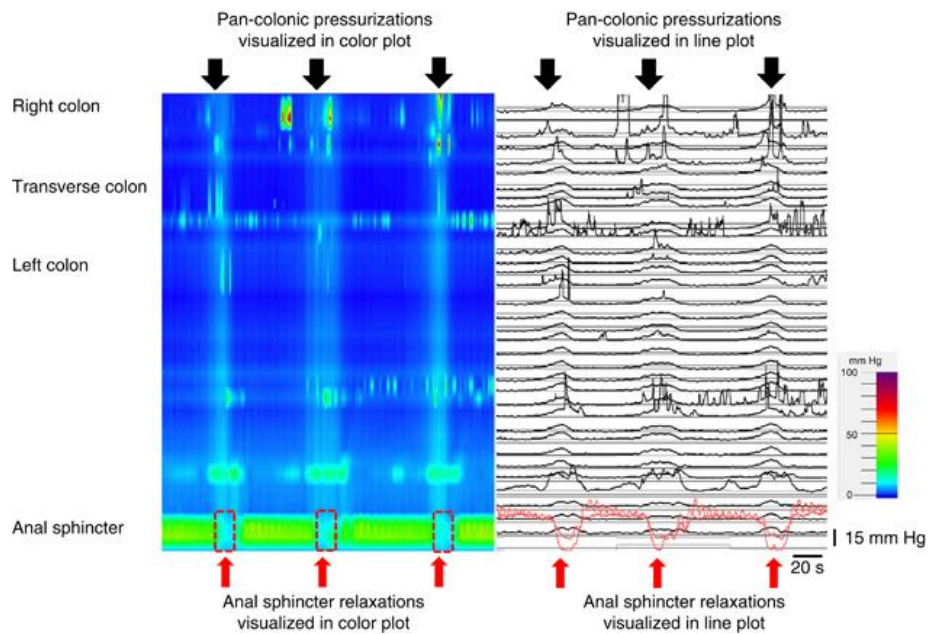 Pan-colonic pressurizations
visualized in color plot
Pan-colonic pressurizations
visualized in line plot
Right colon
Transverse colon
Left colon
mm Hg
100
50
0
Anal sphincter
15 mm Hg
20 s
Anal sphincter relaxations
visualized in color plot
Anal sphincter relaxations
visualized in line plot